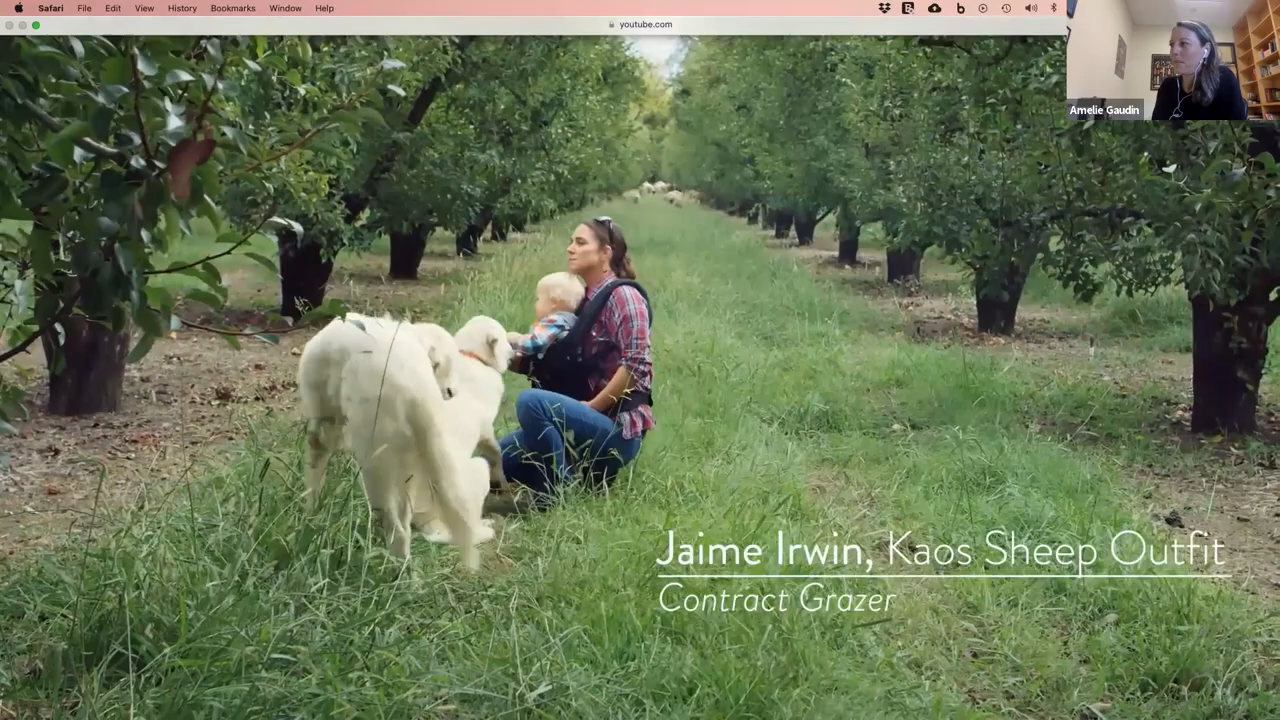 Safari File Edit View History Bookmarks Window Help
youtube.com
Amelie Gaudin
Jaime Irwin, Kaos Sheep Outfit
Contract Grazer